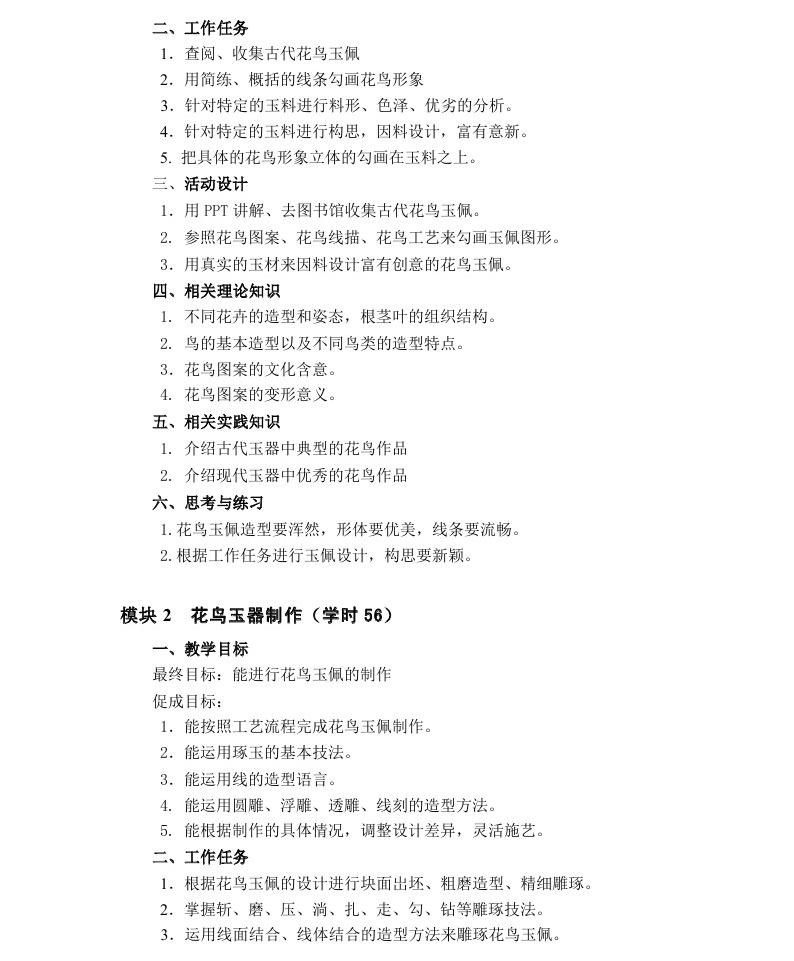 二、工作任务
1．查阅、收集古代花鸟玉佩
2．用简练、概括的线条勾画花鸟形象
3．针对特定的玉料进行料形、色泽、优劣的分析。
4．针对特定的玉料进行构思，因料设计，富有意新。
5. 把具体的花鸟形象立体的勾画在玉料之上。
三、活动设计
1．用 PPT 讲解、去图书馆收集古代花鸟玉佩。
2. 参照花鸟图案、花鸟线描、花鸟工艺来勾画玉佩图形。
3．用真实的玉材来因料设计富有创意的花鸟玉佩。
四、相关理论知识
1. 不同花卉的造型和姿态，根茎叶的组织结构。
2. 鸟的基本造型以及不同鸟类的造型特点。
3．花鸟图案的文化含意。
4. 花鸟图案的变形意义。
五、相关实践知识
1. 介绍古代玉器中典型的花鸟作品
2. 介绍现代玉器中优秀的花鸟作品
六、思考与练习
1.花鸟玉佩造型要浑然，形体要优美，线条要流畅。
2.根据工作任务进行玉佩设计，构思要新颖。
模块 2 花鸟玉器制作（学时 56）
一、教学目标
最终目标：能进行花鸟玉佩的制作
促成目标：
1．能按照工艺流程完成花鸟玉佩制作。
2．能运用琢玉的基本技法。
3．能运用线的造型语言。
4. 能运用圆雕、浮雕、透雕、线刻的造型方法。
5. 能根据制作的具体情况，调整设计差异，灵活施艺。
二、工作任务
1．根据花鸟玉佩的设计进行块面出坯、粗磨造型、精细雕琢。
2．掌握斩、磨、压、淌、扎、走、勾、钻等雕琢技法。
3．运用线面结合、线体结合的造型方法来雕琢花鸟玉佩。